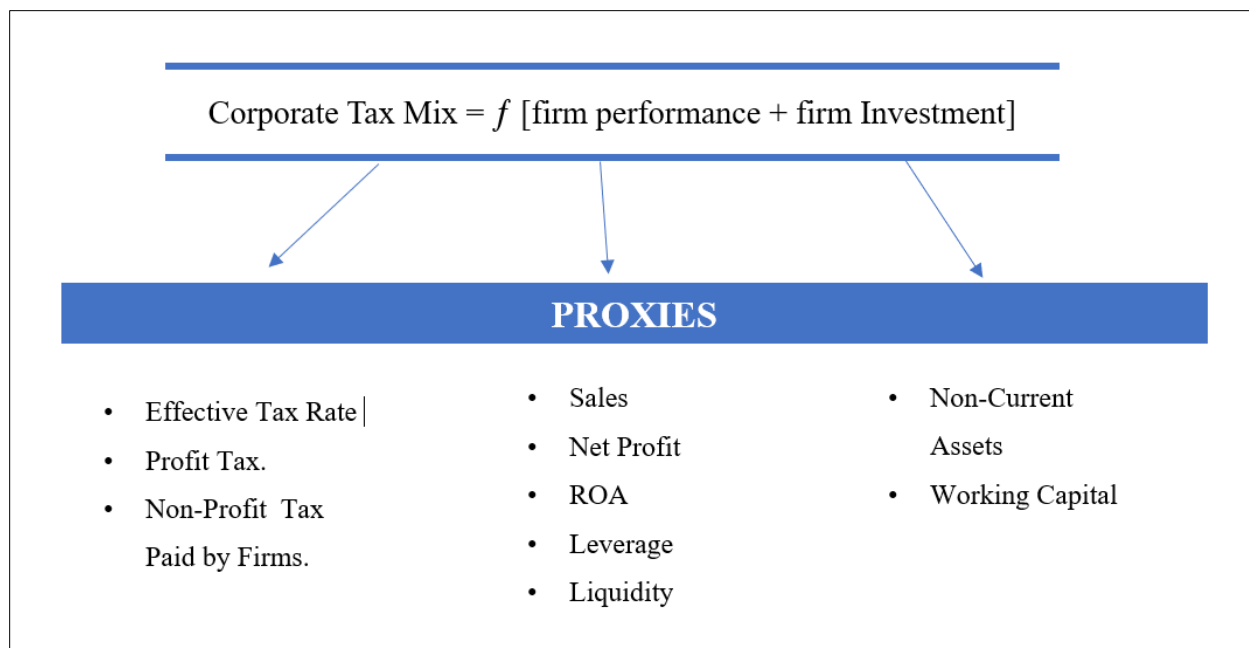 Corporate Tax Mix = f [firm performance + firm Investment]
PROXIES
• Effective Tax Rate
• Profit Tax.
• Non-Profit Tax
Paid by Firms.
• Sales
• Net Profit
• ROA
• Leverage
• Liquidity
• Non-Current
Assets
• Working Capital